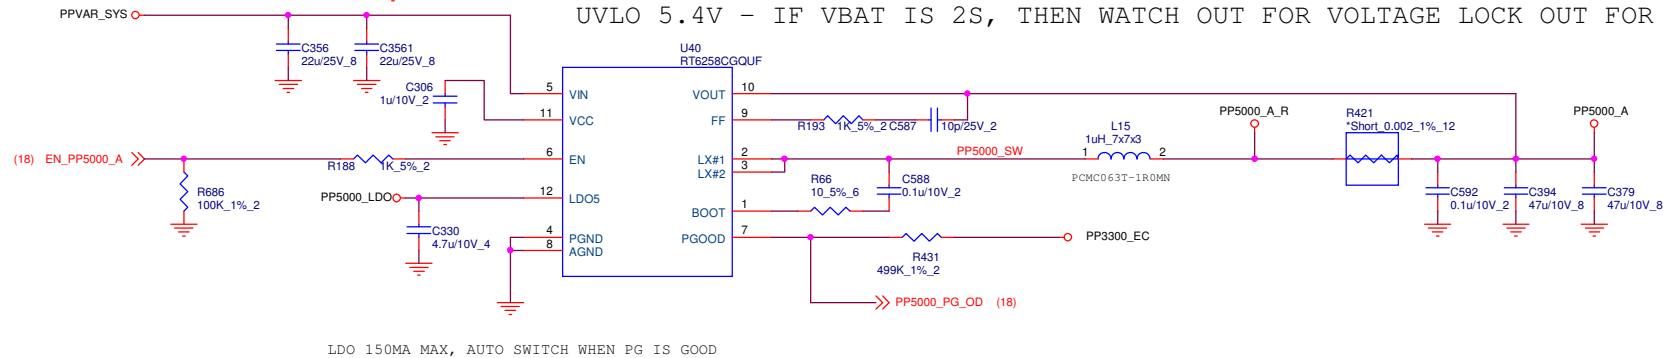 PPVAR_SYS
UVLO 5.4V - IF VBAT IS 2S, THEN WATCH OUT FOR VOLTAGE LOCK OUT FOR
C356
22u/25V_8
C3561
22u/25V_8
U40
RT6258CGQUF
C306
1u/10V_2
5
VIN
11
VCC
6
EN
12
LDO5
4
PGND
8
AGND
VOUT
10
FF
9
LX#1
2
LX#2
3
BOOT
1
PGOOD
7
(18) EN_PP5000_A
R188
1K_5%_2
R686
100K_1%_2
PP5000_LDO
C330
4.7u/10V_4
R193
1K_5%_2
C587
10p/25V_2
PP5000_SW
R66
10_5%_6
C588
0.1u/10V_2
L15
1uH_7x7x3
1
2
PCMC063T-1R0MN
PP5000_A_R
R421
*Short_0.002_1%_12
PP5000_A
C592
0.1u/10V_2
C394
47u/10V_8
C379
47u/10V_8
R431
499K_1%_2
PP3300_EC
PP5000_PG_OD (18)
LDO 150MA MAX, AUTO SWITCH WHEN PG IS GOOD